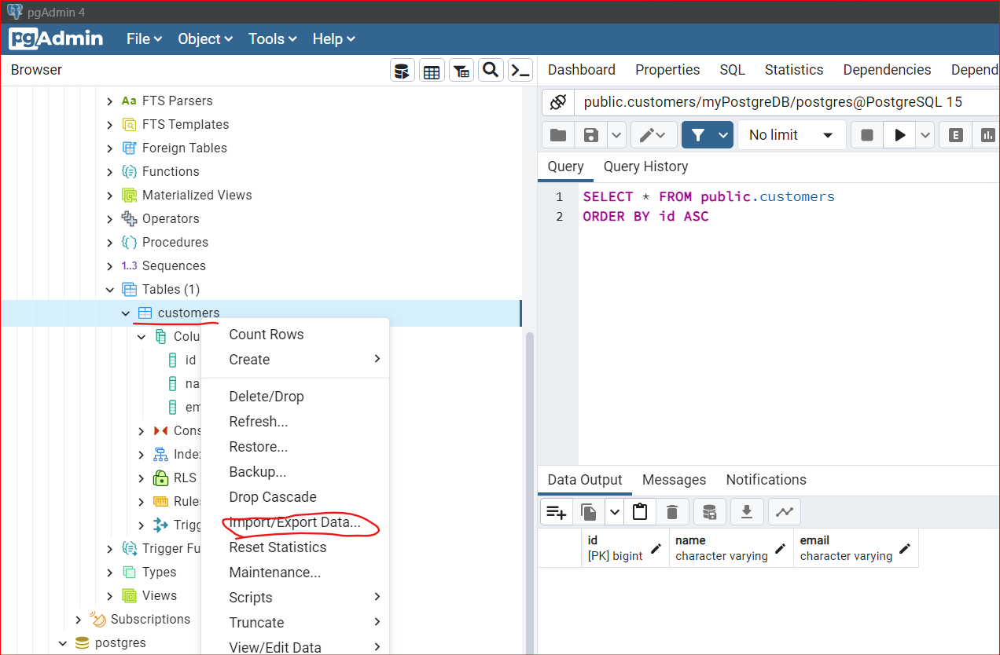 pgAdmin 4
pgAdmin File Object Tools Help
Browser
FTS Parsers
FTS Templates
Foreign Tables
Functions
Materialized Views
Operators
Procedures
1..3 Sequences
Tables (1)
customers
Colu
id
na
em
Cons
Index
RLS
Rules
Trigg
Trigger Fu
Types
Views
Subscriptions
postgres
Count Rows
Create
Delete/Drop
Refresh...
Restore...
Backup...
Drop Cascade
Import/Export Data...
Reset Statistics
Maintenance...
Scripts
Truncate
View/Edit Data
Dashboard Properties SQL Statistics Dependencies Depend
public.customers/myPostgreDB/postgres@PostgreSQL 15
No limit E
Query Query History
1 SELECT * FROM public.customers
2 ORDER BY id ASC
Data Output Messages Notifications
id name email
[PK] bigint character varying character varying